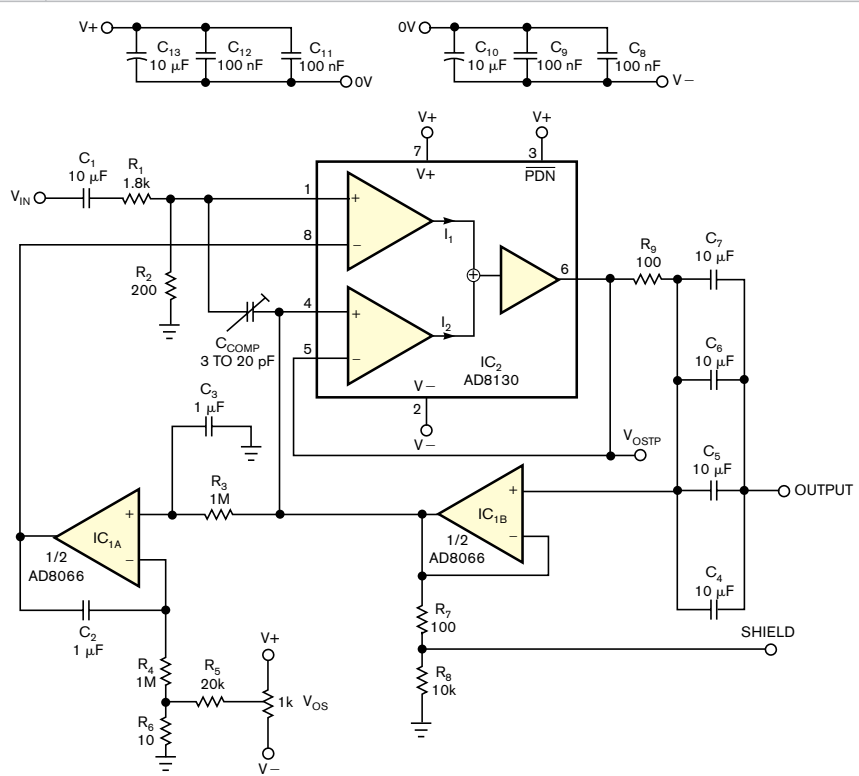 V+
C13
10 µF
C12
100 nF
C11
100 nF
0V
0V
C10
10 µF
C9
100 nF
C8
100 nF
V−
V+
7
V+
V+
3
PDN
VIN
C1
10 µF
R1
1.8k
1
+
8
−
I1
R2
200
4
+
5
−
I2
6
CCOMP
3 TO 20 pF
IC2
AD8130
V−
2
V−
R9
100
C7
10 µF
C6
10 µF
C5
10 µF
C4
10 µF
VOSTP
OUTPUT
C3
1 µF
R3
1M
+
IC1A
−
1/2
AD8066
C2
1 µF
+
IC1B
−
1/2
AD8066
R7
100
SHIELD
R8
10k
R4
1M
R5
20k
V+
1k
VOS
R6
10
V−